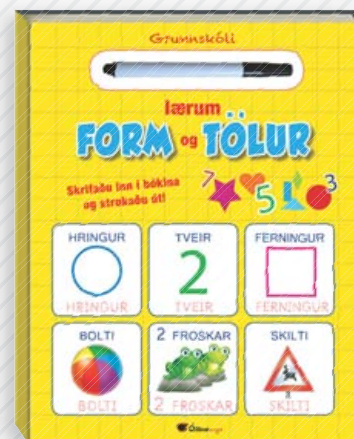 Grunnskóli
lærum
FORM og TÖLUR
Skrifaðu inn í bókina
og strokaðu út!
7 5 3
HRINGUR TVEIR FERNINGUR
2
HRINGUR TVEIR FERNINGUR
BOLTI 2 FROSKAR SKILTI
BOLTI 2 FROSKAR SKILTI